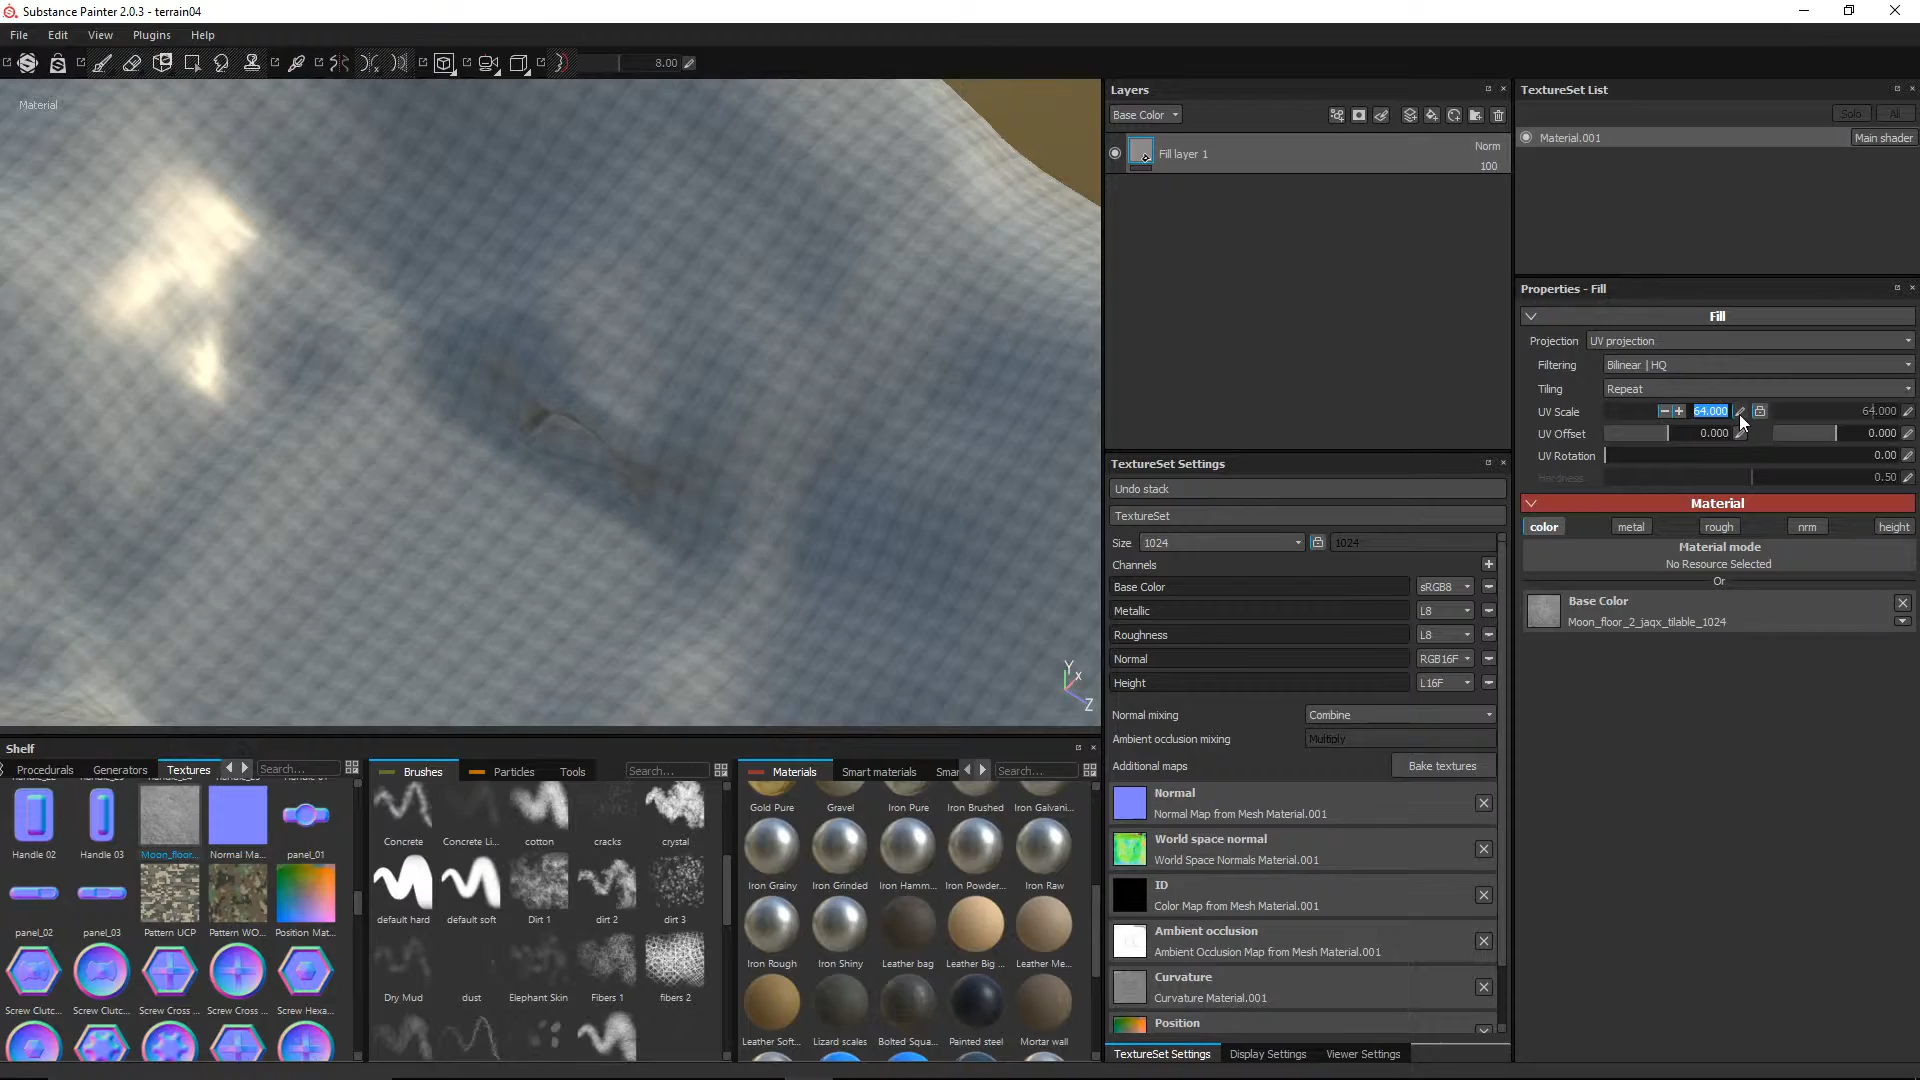 Substance Painter 2.0.3 - terrain04
File Edit View Plugins Help
8.00
Material
Layers
Base Color
Fill layer 1
Norm
100
TextureSet List
Solo All
Material.001
Main shader
Properties - Fill
Fill
Projection UV projection
Filtering Bilinear | HQ
Tiling Repeat
UV Scale 64.000 64.000
UV Offset 0.000 0.000
UV Rotation 0.00
Hardness 0.50
Material
color metal rough nrm height
Material mode
No Resource Selected
Or
Base Color
Moon_floor_2_jaqx_tilable_1024
TextureSet Settings
Undo stack
TextureSet
Size 1024 1024
Channels
Base Color sRGB8
Metallic L8
Roughness L8
Normal RGB16F
Height L16F
Normal mixing Combine
Ambient occlusion mixing Multiply
Additional maps Bake textures
Normal
Normal Map from Mesh Material.001
World space normal
World Space Normals Material.001
ID
Color Map from Mesh Material.001
Ambient occlusion
Ambient Occlusion Map from Mesh Material.001
Curvature
Curvature Material.001
Position
TextureSet Settings Display Settings Viewer Settings
Y
X
Z
Shelf
Procedurals Generators Textures Search...
Handle 02 Handle 03 Moon_floor... Normal Ma... panel_01
panel_02 panel_03 Pattern UCP Pattern WO... Position Mat...
Screw Clutc... Screw Clutc... Screw Cross ... Screw Cross ... Screw Hexa...
Brushes Particles Tools Search...
Concrete Concrete Li... cotton cracks crystal
default hard default soft Dirt 1 dirt 2 dirt 3
Dry Mud dust Elephant Skin Fibers 1 fibers 2
Materials Smart materials Smar Search...
Gold Pure Gravel Iron Pure Iron Brushed Iron Galvani...
Iron Grainy Iron Grinded Iron Hamm... Iron Powder... Iron Raw
Iron Rough Iron Shiny Leather bag Leather Big ... Leather Me...
Leather Soft... Lizard scales Bolted Squa... Painted steel Mortar wall